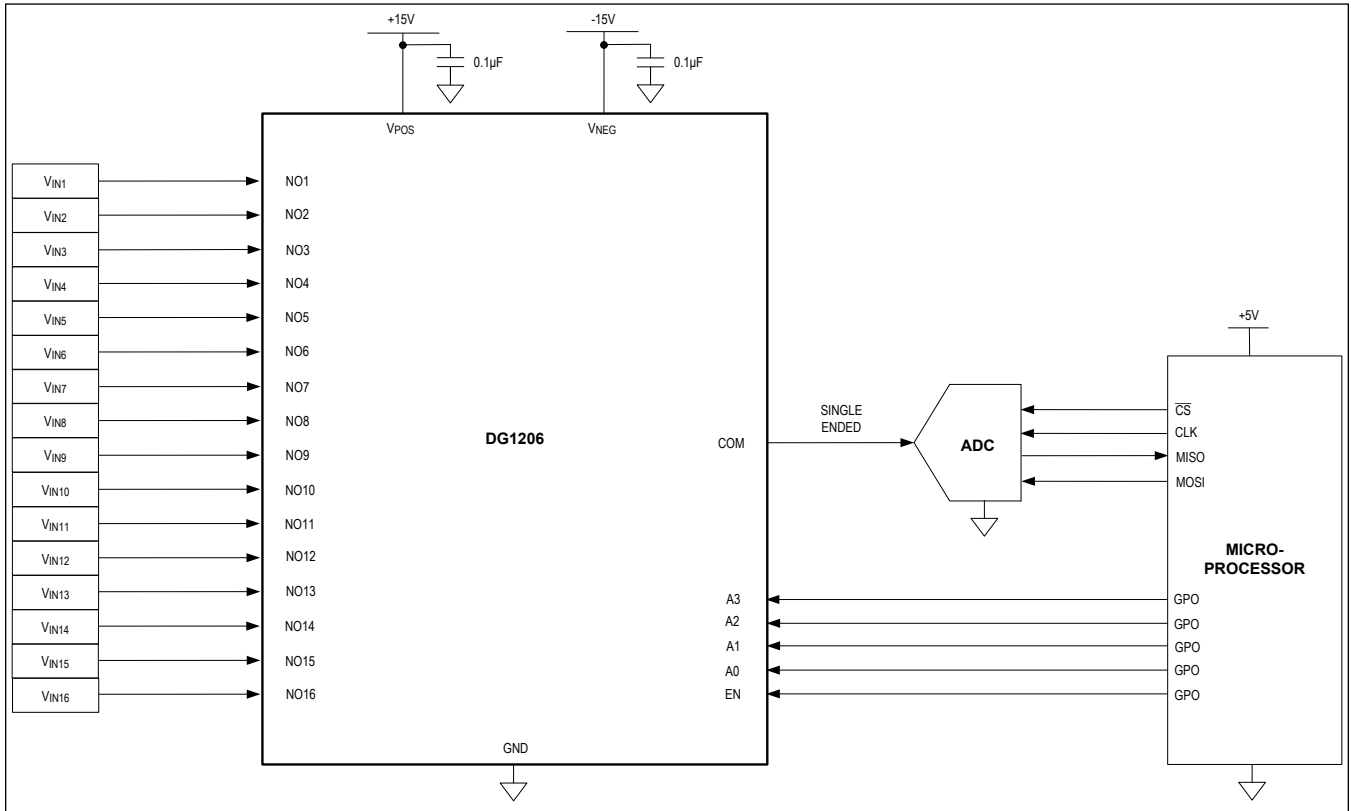 +15V
-15V
0.1µF
0.1µF
VPOS
VNEG
VIN1
NO1
VIN2
NO2
VIN3
NO3
VIN4
NO4
VIN5
NO5
VIN6
NO6
VIN7
NO7
VIN8
NO8
VIN9
NO9
VIN10
NO10
VIN11
NO11
VIN12
NO12
VIN13
NO13
VIN14
NO14
VIN15
NO15
VIN16
NO16
DG1206
GND
COM
A3
A2
A1
A0
EN
SINGLE
ENDED
ADC
+5V
CS
CLK
MISO
MOSI
MICRO-
PROCESSOR
GPO
GPO
GPO
GPO
GPO